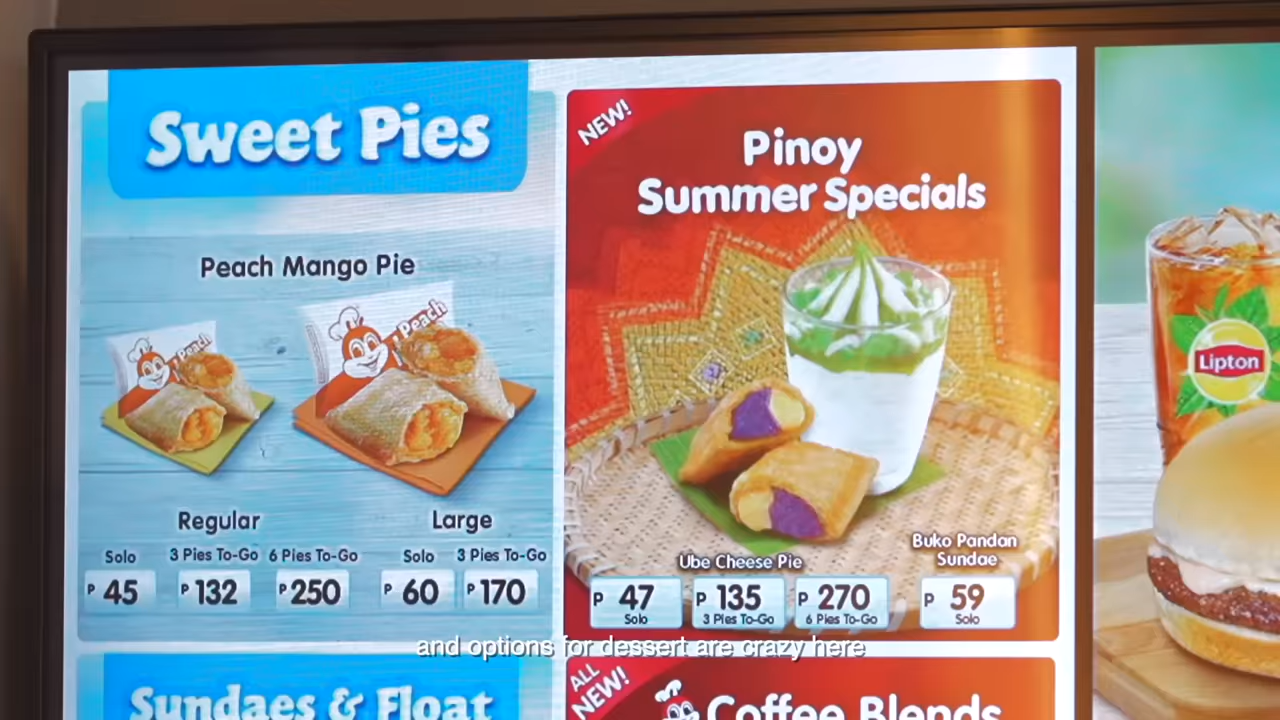 Sweet Pies
Peach Mango Pie
Peach
Peach
Regular
Large
Solo
3 Pies To-Go
6 Pies To-Go
Solo
3 Pies To-Go
P 45
P 132
P 250
P 60
P 170
NEW!
Pinoy
Summer Specials
Ube Cheese Pie
Buko Pandan
Sundae
P 47
Solo
P 135
3 Pies To-Go
P 270
6 Pies To-Go
P 59
Solo
Lipton
and options for dessert are crazy here
Sundaes & Float
ALL
NEW!
Coffee Blends